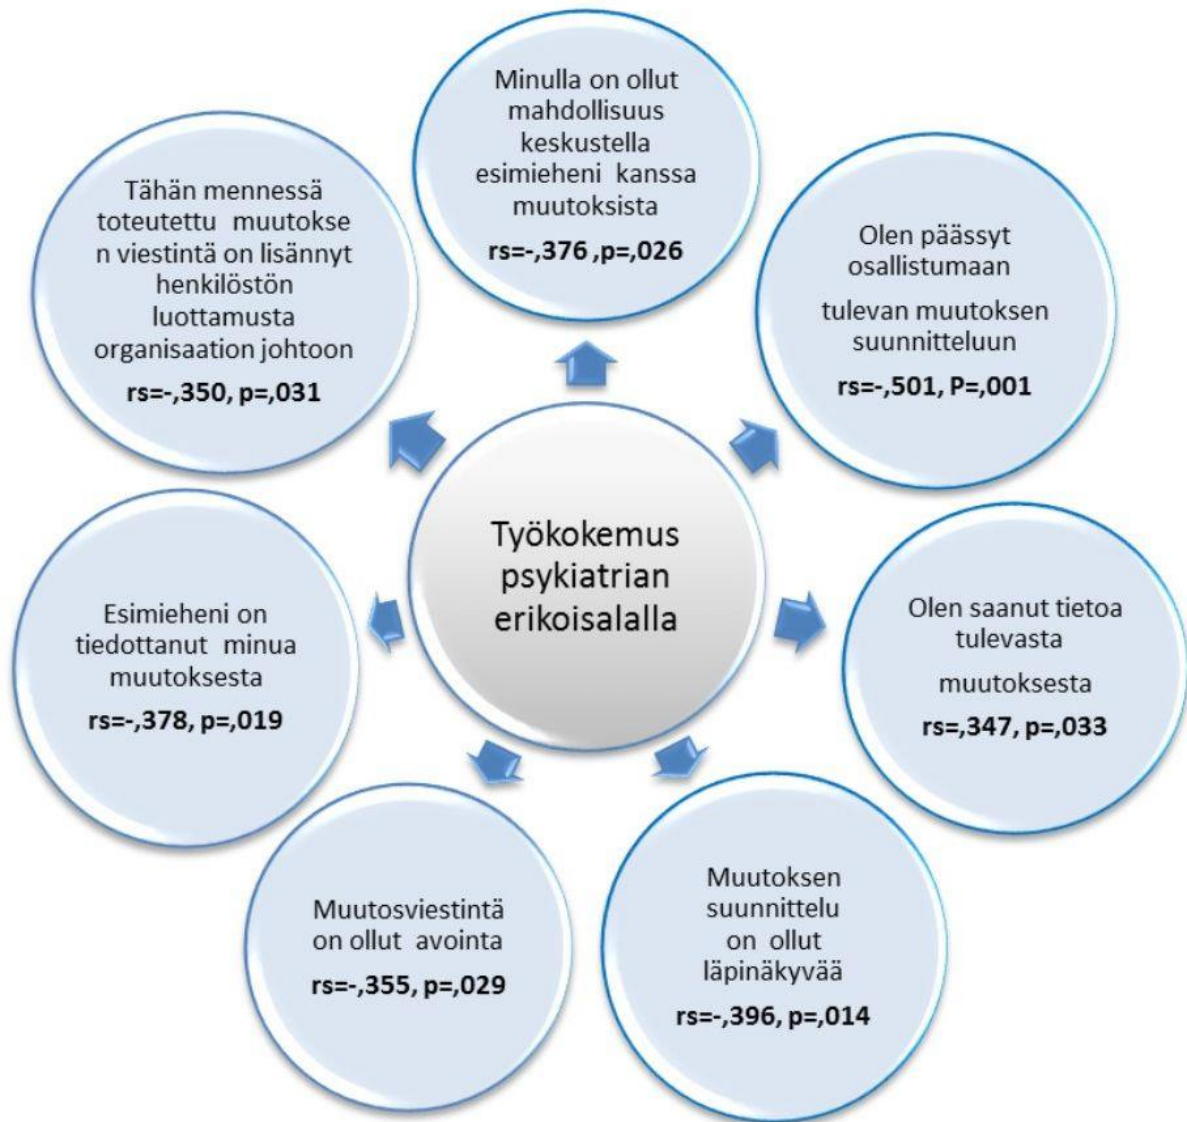 Minulla on ollut
mahdollisuus
keskustella
esimieheni kanssa
muutoksista
rs=-,376 ,p=,026
Olen päässyt
osallistumaan
tulevan muutoksen
suunnitteluun
rs=-,501, P=,001
Olen saanut tietoa
tulevasta
muutoksesta
rs=,347, p=,033
Muutoksen
suunnittelu
on ollut
läpinäkyvää
rs=-,396, p=,014
Muutosviestintä
on ollut avointa
rs=-,355, p=,029
Esimieheni on
tiedottanut minua
muutoksesta
rs=-,378, p=,019
Tähän mennessä
toteutettu muutokse
n viestintä on lisännyt
henkilöstön
luottamusta
organisaation johtoon
rs=-,350, p=,031
Työkokemus
psykiatrian
erikoisalalla